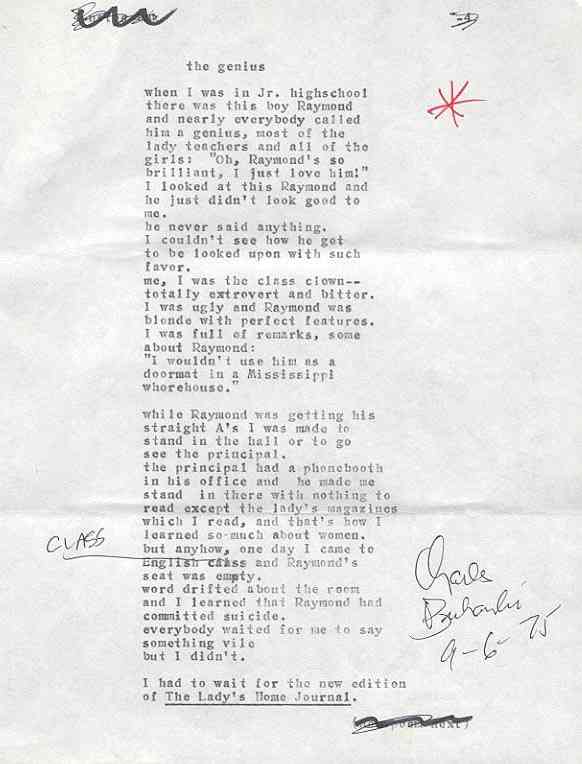 the genius
when I was in Jr. highschool
there was this boy Raymond
and nearly everybody called
him a genius, most of the
lady teachers and all of the
girls: "Oh, Raymond's so
brilliant, I just love him!"
I looked at this Raymond and
he just didn't look good to
me.
he never said anything.
I couldn't see how he got
to be looked upon with such
favor.
me, I was the class clown--
totally extrovert and bitter.
I was ugly and Raymond was
blonde with perfect features.
I was full of remarks, some
about Raymond:
"I wouldn't use him as a
doormat in a Mississippi
whorehouse."
while Raymond was getting his
straight A's I was made to
stand in the hall or to go
see the principal.
the principal had a phonebooth
in his office and he made me
stand in there with nothing to
read except the lady's magazines
which I read, and that's how I
learned so-much about women.
but anyhow, one day I came to
CLASS
English class and Raymond's
seat was empty.
word drifted about the room
and I learned that Raymond had
committed suicide.
everybody waited for me to say
something vile
but I didn't.
I had to wait for the new edition
of The Lady's Home Journal.
Charles
Bukowski
9-6-75